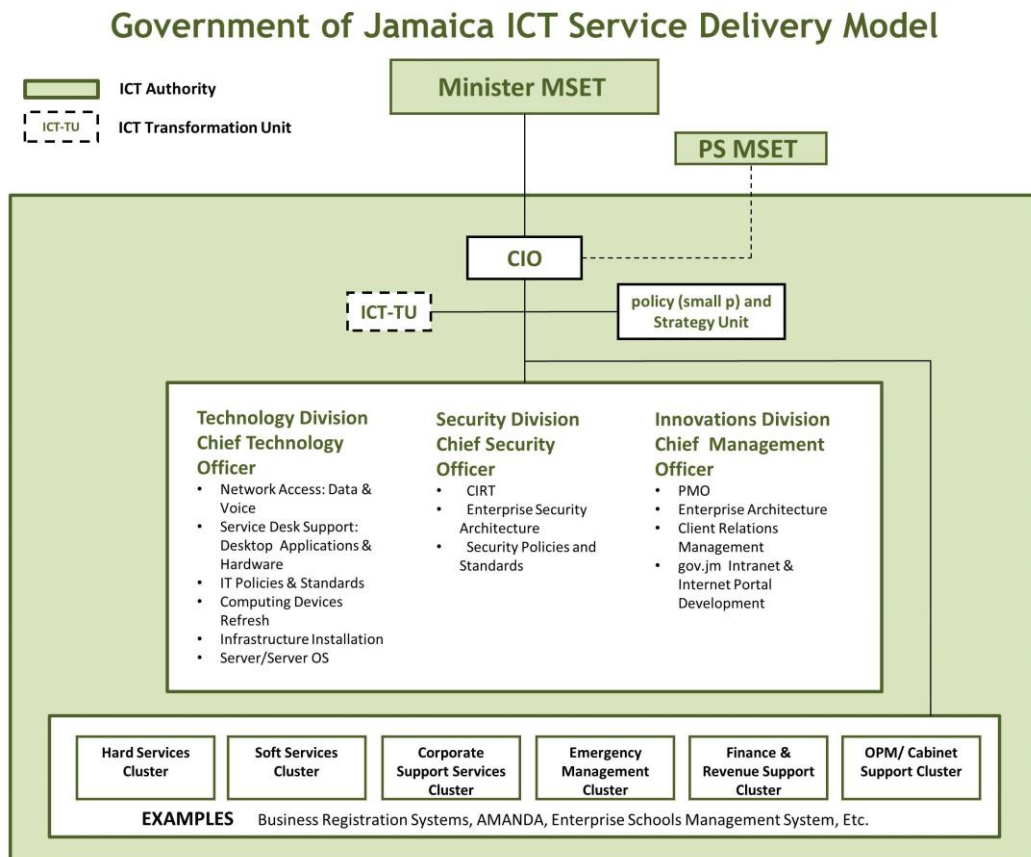 Government of Jamaica ICT Service Delivery Model
ICT Authority
ICT-TU
ICT Transformation Unit
Minister MSET
PS MSET
CIO
ICT-TU
policy (small p) and
Strategy Unit
Technology Division
Chief Technology
Officer
• Network Access: Data &
Voice
• Service Desk Support:
Desktop Applications &
Hardware
• IT Policies & Standards
• Computing Devices
Refresh
• Infrastructure Installation
• Server/Server OS
Security Division
Chief Security
Officer
• CIRT
• Enterprise Security
Architecture
• Security Policies and
Standards
Innovations Division
Chief Management
Officer
• PMO
• Enterprise Architecture
• Client Relations
Management
• gov.jm Intranet &
Internet Portal
Development
Hard Services
Cluster
Soft Services
Cluster
Corporate
Support Services
Cluster
Emergency
Management
Cluster
Finance &
Revenue Support
Cluster
OPM/ Cabinet
Support Cluster
EXAMPLES Business Registration Systems, AMANDA, Enterprise Schools Management System, Etc.